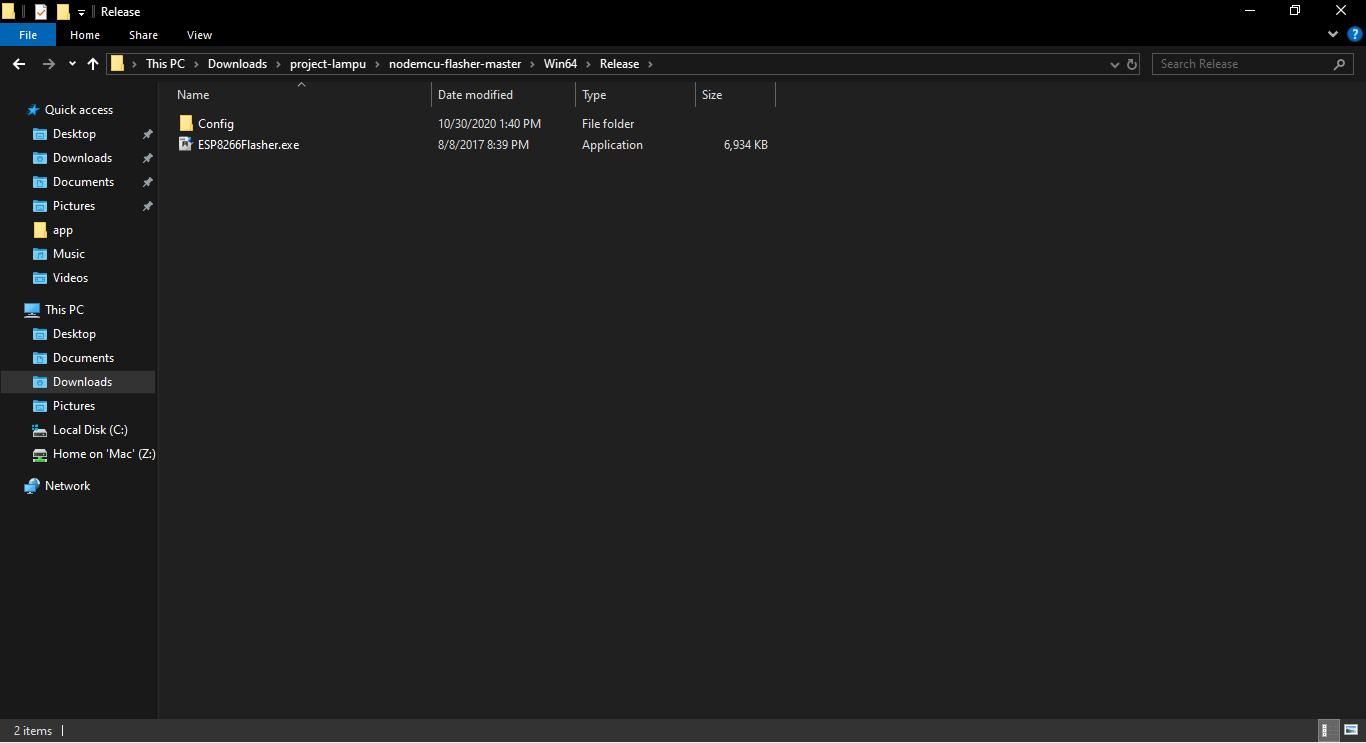 Release
File Home Share View
This PC Downloads project-lampu nodemcu-flasher-master Win64 Release Search Release
Name Date modified Type Size
Config 10/30/2020 1:40 PM File folder
ESP8266Flasher.exe 8/8/2017 8:39 PM Application 6,934 KB
Quick access
Desktop
Downloads
Documents
Pictures
app
Music
Videos
This PC
Desktop
Documents
Downloads
Pictures
Local Disk (C:)
Home on 'Mac' (Z:)
Network
2 items